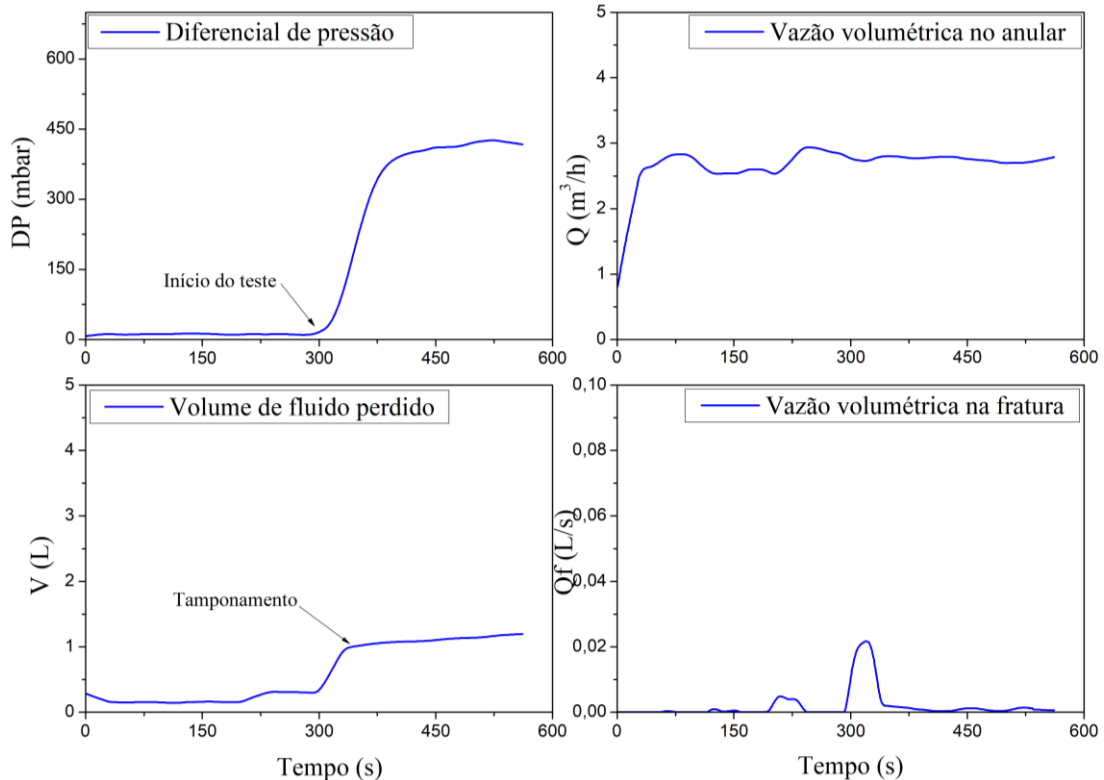 Diferencial de pressão
600
450
300
150
0
DP (mbar)
Início do teste
0 150 300 450 600
Vazão volumétrica no anular
5
4
3
2
1
0
Q (m³/h)
0 150 300 450 600
Volume de fluido perdido
5
4
3
2
1
0
V (L)
Tamponamento
0 150 300 450 600
Tempo (s)
Vazão volumétrica na fratura
0,10
0,08
0,06
0,04
0,02
0,00
Qf (L/s)
0 150 300 450 600
Tempo (s)